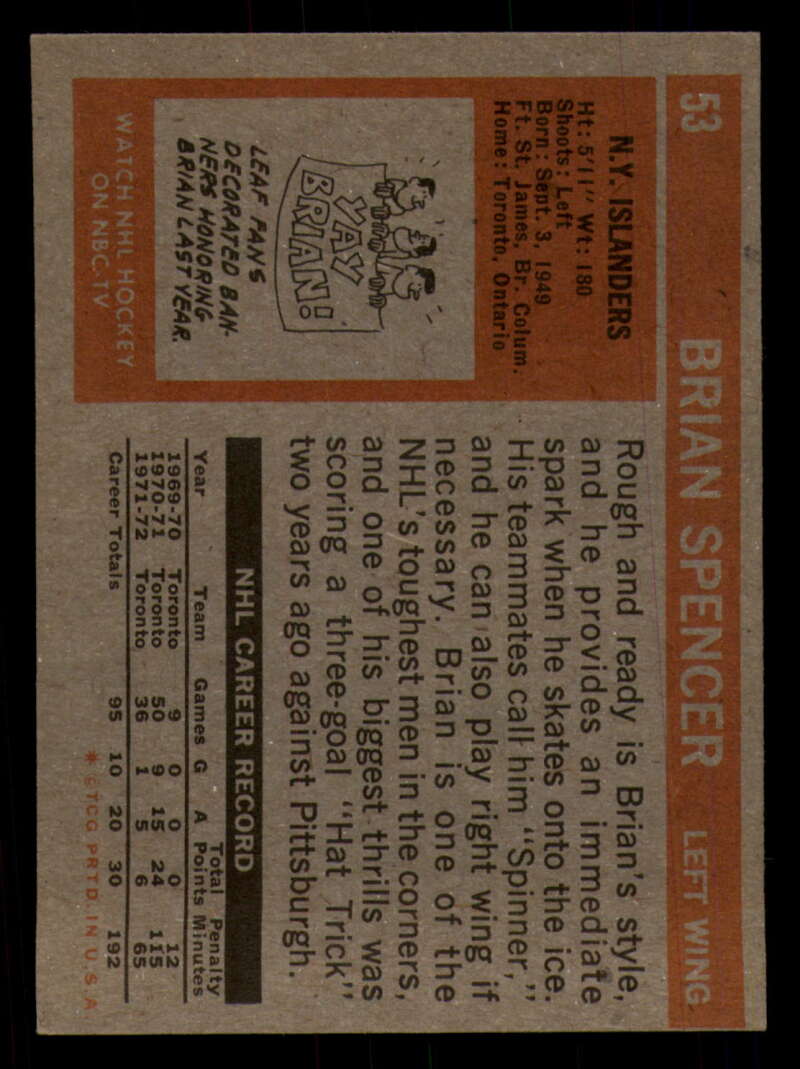 53 BRIAN SPENCER LEFT WING
N.Y. ISLANDERS
Ht: 5'11" Wt: 180
Shoots: Left
Born: Sept. 3, 1949
Ft. St. James, Br. Colum.
Home: Toronto, Ontario
YAY
BRIAN!
LEAF FANS
DECORATED BAN-
NERS HONORING
BRIAN LAST YEAR.
WATCH NHL HOCKEY
ON NBC-TV
Rough and ready is Brian's style,
and he provides an immediate
spark when he skates onto the ice.
His teammates call him "Spinner,"
and he can also play right wing if
necessary. Brian is one of the
NHL's toughest men in the corners,
and one of his biggest thrills was
scoring a three-goal "Hat Trick"
two years ago against Pittsburgh.
NHL CAREER RECORD
Total Penalty
Year Team Games G A Points Minutes
1969-70 Toronto 9 0 0 0 12
1970-71 Toronto 50 9 15 24 115
1971-72 Toronto 36 1 5 6 65
Career Totals 95 10 20 30 192
* ©TCG PRTD. IN U.S.A